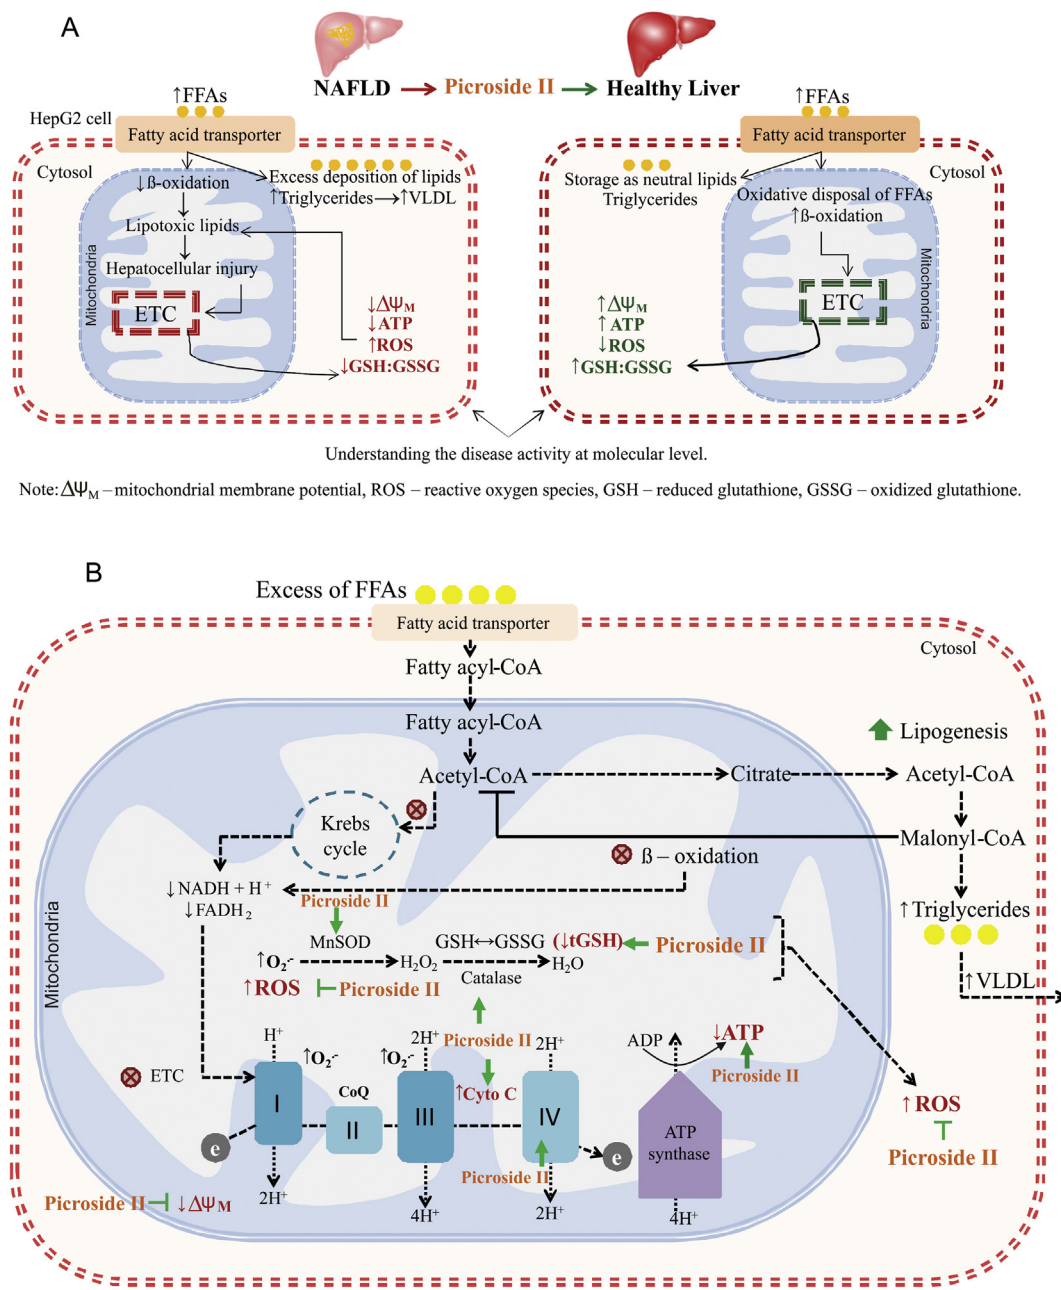 A
NAFLD → Picroside II → Healthy Liver
↑FFAs
HepG2 cell
Fatty acid transporter
Cytosol
↓ß-oxidation
Excess deposition of lipids
↑Triglycerides→↑VLDL
Lipotoxic lipids
Hepatocellular injury
Mitochondria
ETC
↓ΔΨM
↓ATP
↑ROS
↓GSH:GSSG
↑FFAs
Fatty acid transporter
Cytosol
Storage as neutral lipids
Triglycerides
Oxidative disposal of FFAs
↑ß-oxidation
Mitochondria
ETC
↑ΔΨM
↑ATP
↓ROS
↑GSH:GSSG
Understanding the disease activity at molecular level.
Note: ΔΨM – mitochondrial membrane potential, ROS – reactive oxygen species, GSH – reduced glutathione, GSSG – oxidized glutathione.
B
Excess of FFAs
Fatty acid transporter
Cytosol
Fatty acyl-CoA
Fatty acyl-CoA
Lipogenesis
Acetyl-CoA
Citrate
Acetyl-CoA
Krebs
cycle
Malonyl-CoA
ß – oxidation
↓NADH + H+
↓FADH2
Picroside II
↑Triglycerides
Mitochondria
MnSOD
GSH↔GSSG (↓tGSH)
Picroside II
↑O2·-
H2O2
H2O
Catalase
↑ROS
Picroside II
↑VLDL
H+
↑O2·-
↑O2·-
2H+
Picroside II
2H+
ADP
↓ATP
Picroside II
ETC
CoQ
↑Cyto C
I
II
III
IV
ATP
synthase
e
e
↑ROS
Picroside II
Picroside II
Picroside II
↓ΔΨM
2H+
4H+
2H+
4H+